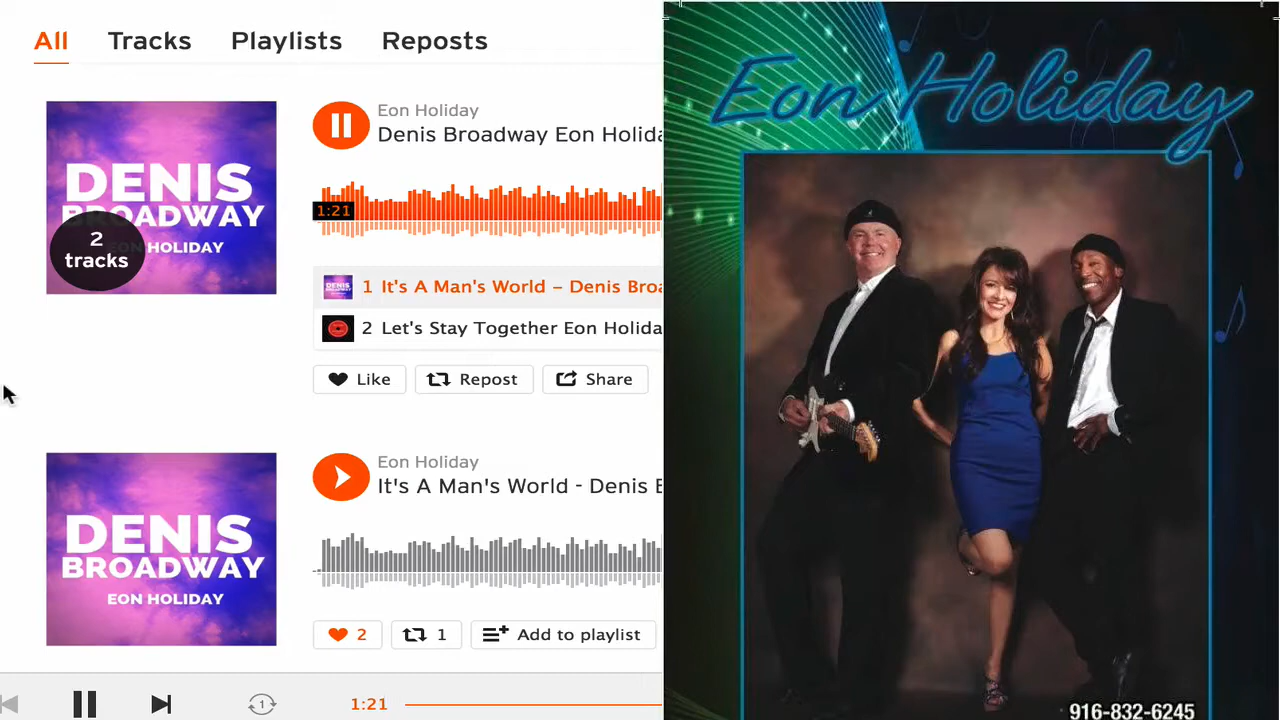 All Tracks Playlists Reposts
DENIS
BROADWAY
EON HOLIDAY
2
tracks
Eon Holiday
Denis Broadway Eon Holida
1:21
1 It's A Man's World – Denis Broa
2 Let's Stay Together Eon Holida
Like Repost Share
DENIS
BROADWAY
EON HOLIDAY
Eon Holiday
It's A Man's World - Denis B
2 1 Add to playlist
1 1:21
Eon Holiday
916-832-6245